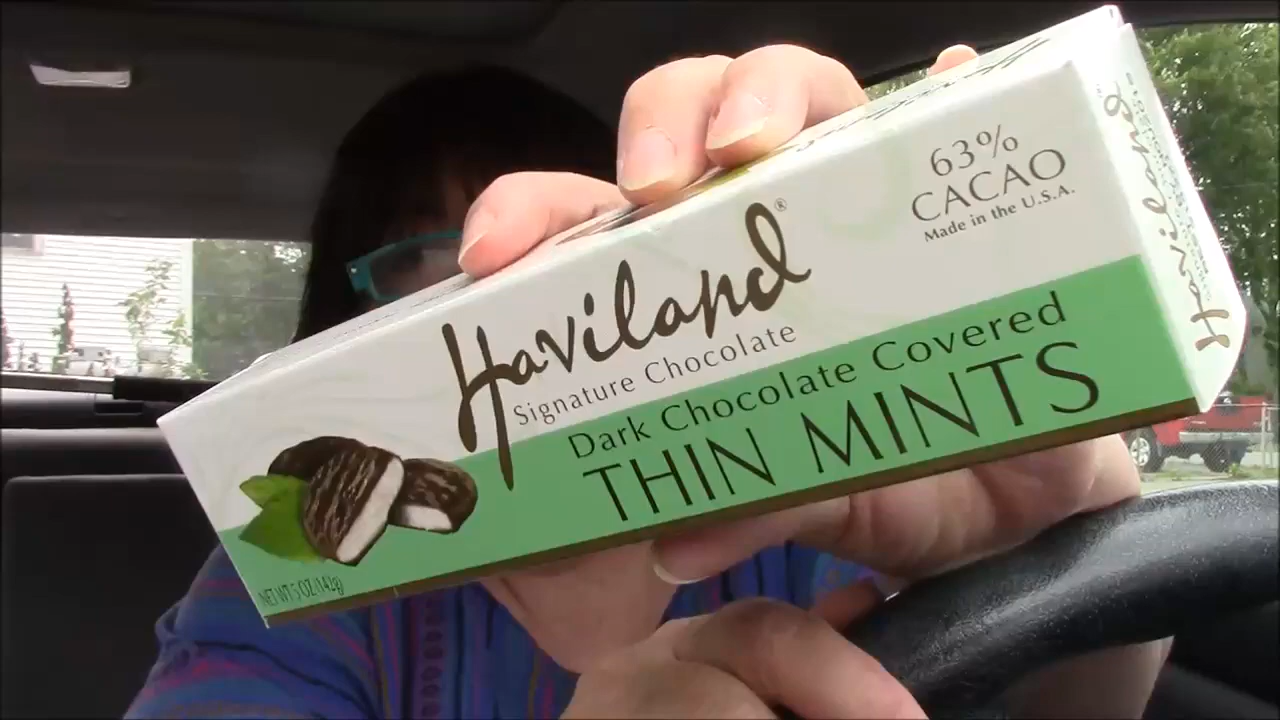 Haviland®
Signature Chocolate
63%
CACAO
Made in the U.S.A.
Dark Chocolate Covered
THIN MINTS
NET WT 5 OZ (142g)
Haviland